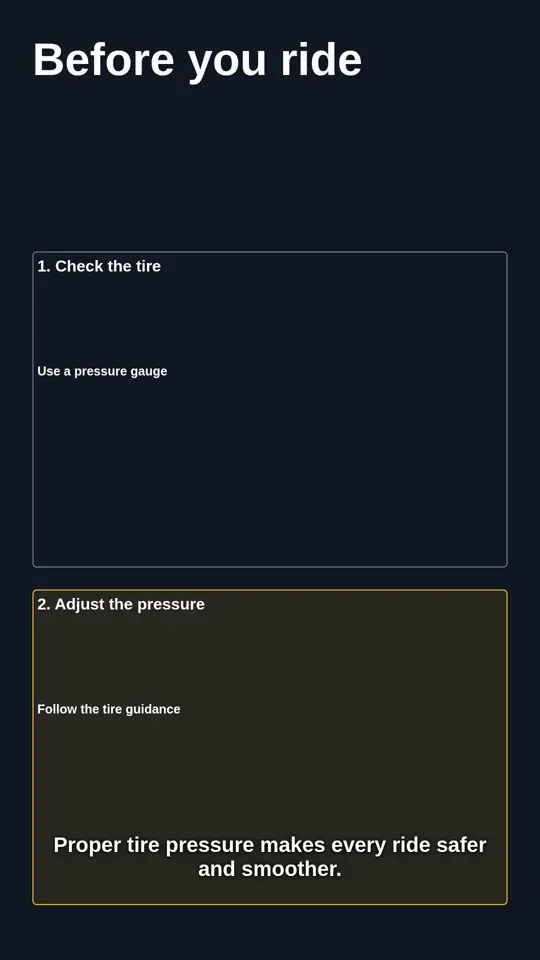 Before you ride
1. Check the tire
Use a pressure gauge
2. Adjust the pressure
Follow the tire guidance
Proper tire pressure makes every ride safer
and smoother.